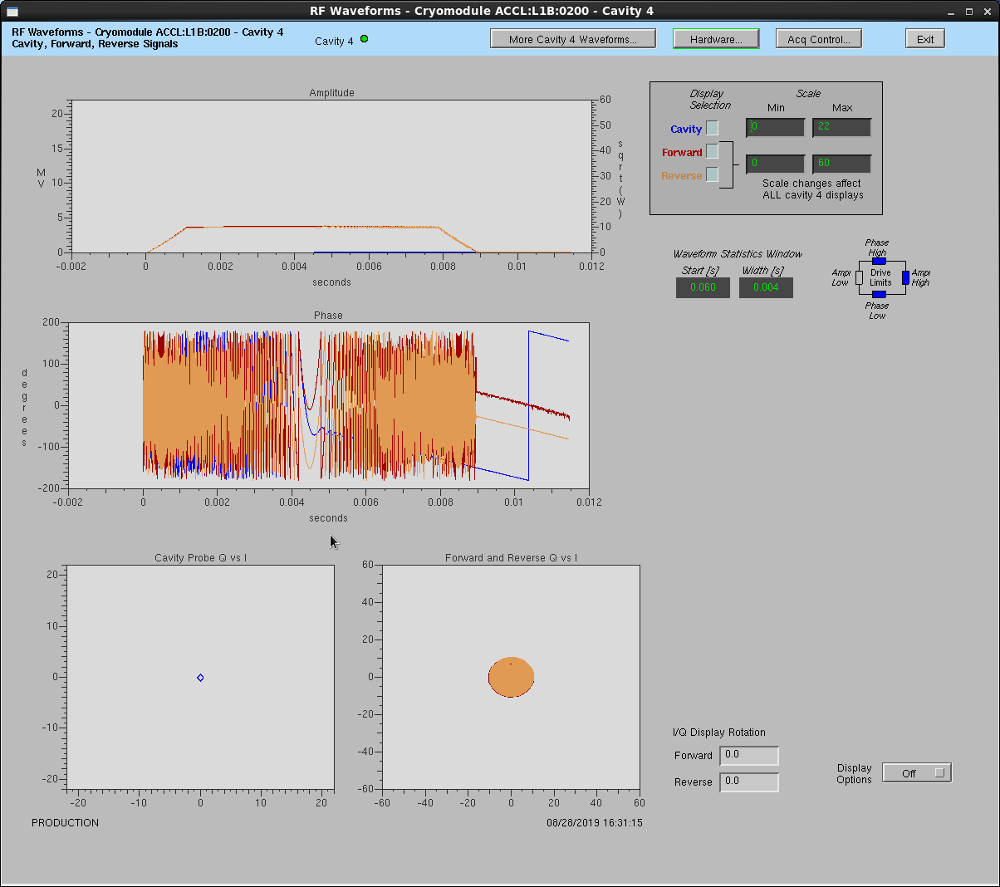 RF Waveforms - Cryomodule ACCL:L1B:0200 - Cavity 4
RF Waveforms - Cryomodule ACCL:L1B:0200 - Cavity 4
Cavity, Forward, Reverse Signals
Cavity 4
More Cavity 4 Waveforms...
Hardware...
Acq Control...
Exit
Amplitude
MV
20
15
10
5
0
sqrt(W)
60
50
40
30
20
10
0
-0.002 0 0.002 0.004 0.006 0.008 0.01 0.012
seconds
Display
Selection
Scale
Min Max
Cavity 0 22
Forward
Reverse
0 60
Scale changes affect
ALL cavity 4 displays
Waveform Statistics Window
Start [s] Width [s]
0.060 0.004
Phase
High
Ampl
Low
Drive
Limits
Ampl
High
Phase
Low
Phase
degrees
200
100
0
-100
-200
-0.002 0 0.002 0.004 0.006 0.008 0.01 0.012
seconds
Cavity Probe Q vs I
20
10
0
-10
-20
-20 -10 0 10 20
Forward and Reverse Q vs I
60
40
20
0
-20
-40
-60
-60 -40 -20 0 20 40 60
I/Q Display Rotation
Forward 0.0
Reverse 0.0
Display
Options
Off
PRODUCTION
08/28/2019 16:31:15